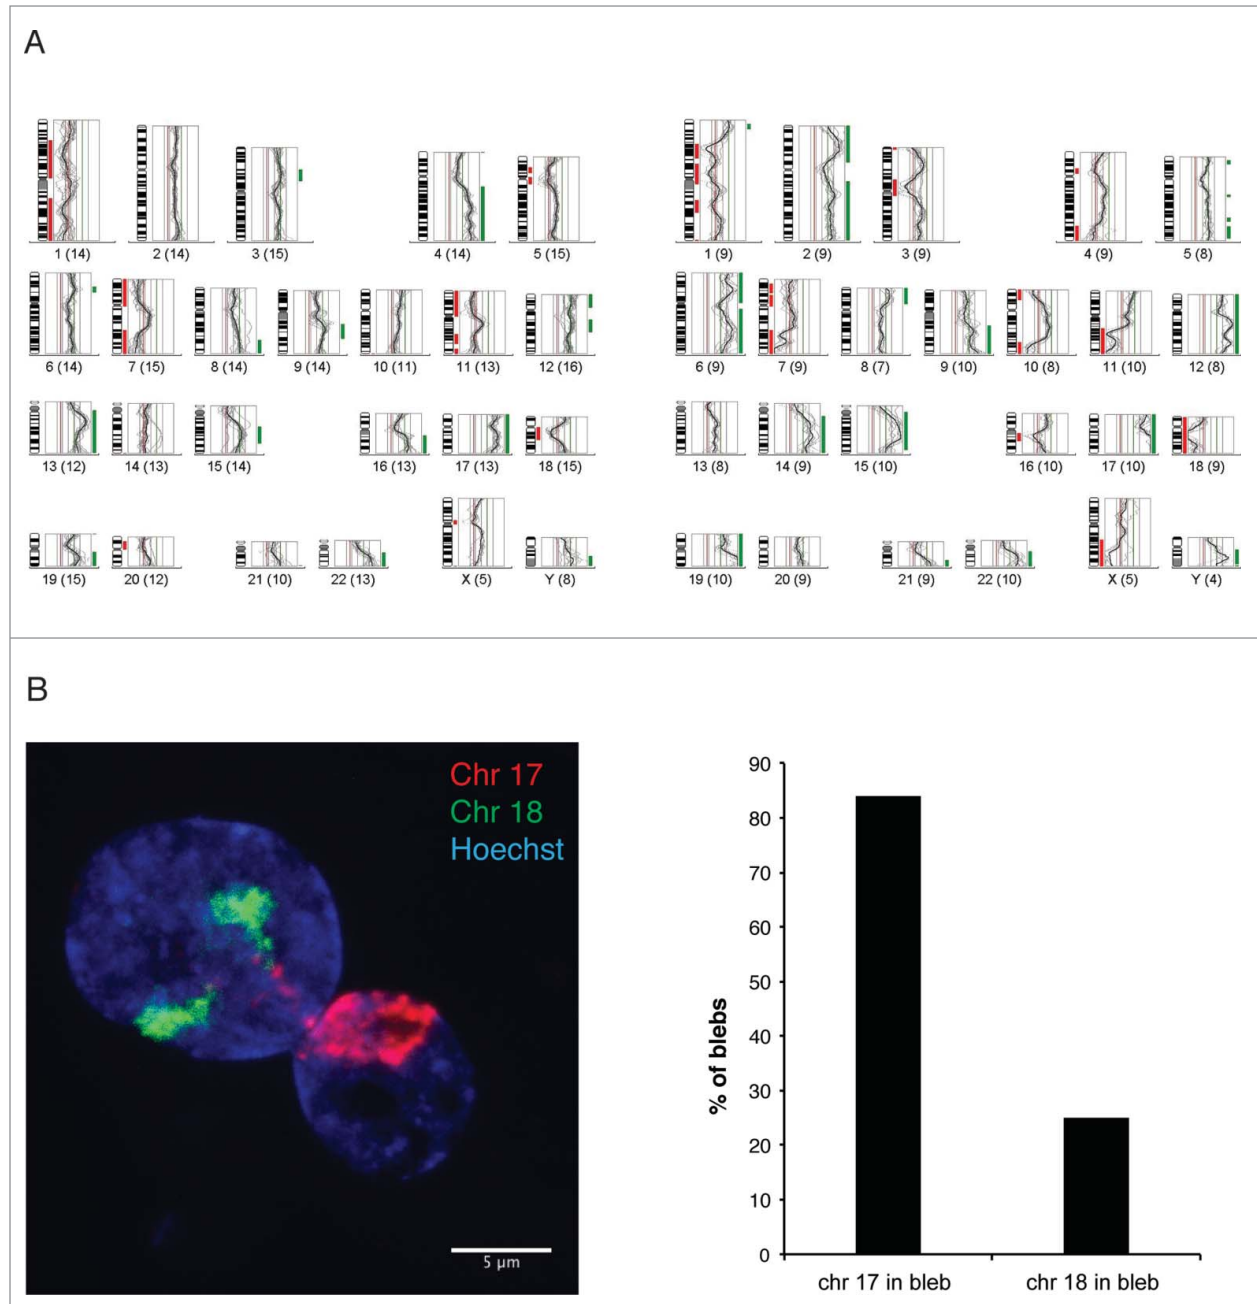 A
1 (14) 2 (14) 3 (15) 4 (14) 5 (15)
1 (9) 2 (9) 3 (9) 4 (9) 5 (8)
6 (14) 7 (15) 8 (14) 9 (14) 10 (11) 11 (13) 12 (16)
6 (9) 7 (9) 8 (7) 9 (10) 10 (8) 11 (10) 12 (8)
13 (12) 14 (13) 15 (14) 16 (13) 17 (13) 18 (15)
13 (8) 14 (9) 15 (10) 16 (10) 17 (10) 18 (9)
19 (15) 20 (12) 21 (10) 22 (13) X (5) Y (8)
19 (10) 20 (9) 21 (9) 22 (10) X (5) Y (4)
B
Chr 17
Chr 18
Hoechst
5 µm
% of blebs
90
80
70
60
50
40
30
20
10
0
chr 17 in bleb chr 18 in bleb